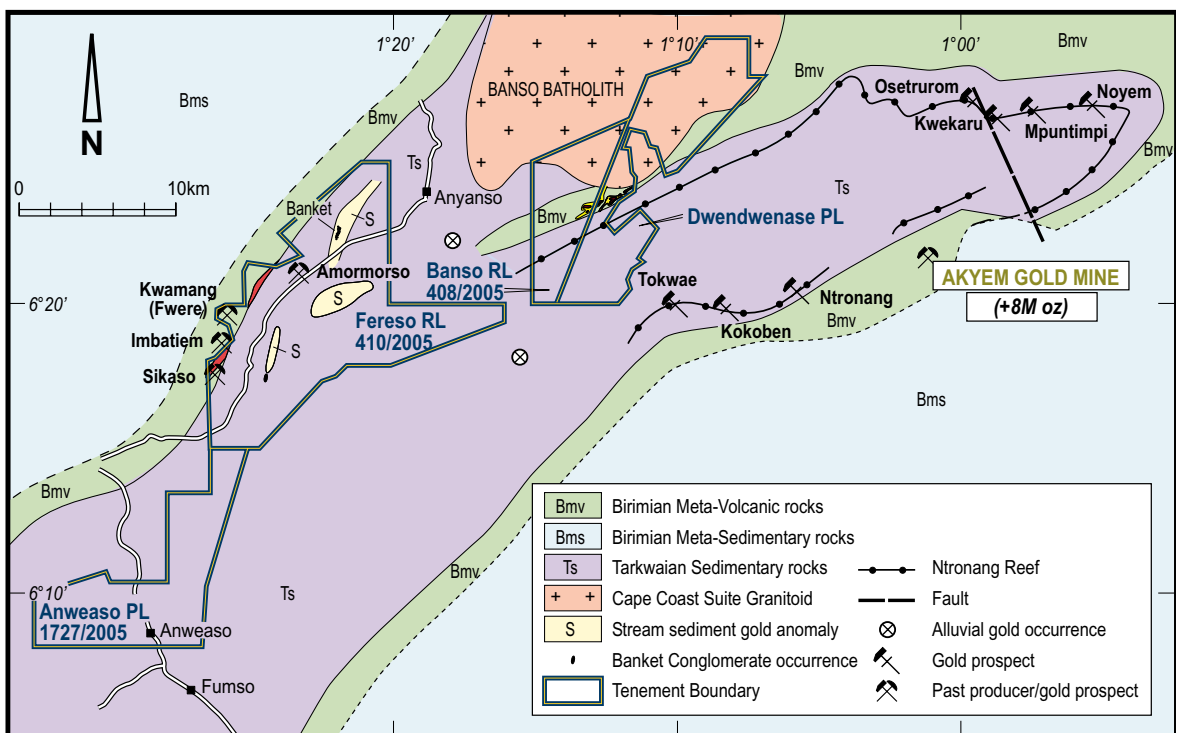 1°20'
1°10'
1°00'
Bmv
Bms
N
BANSO BATHOLITH
Bmv
Osetrurom
Noyem
Kwekaru
Mpuntimpi
Bmv
Ts
Bmv
0
10km
Anyanso
Ts
Banket
S
Bmv
Dwendwenase PL
Amormorso
Banso RL
408/2005
Tokwae
AKYEM GOLD MINE
(+8M oz)
Kwamang
(Fwere)
6°20'
S
Fereso RL
410/2005
Ntronang
Kokoben
Bmv
Imbatiem
S
Sikaso
Bms
Bmv
Bmv
Ts
6°10'
Anweaso PL
1727/2005
Anweaso
Fumso
Bmv
Birimian Meta-Volcanic rocks
Bms
Birimian Meta-Sedimentary rocks
Ts
Tarkwaian Sedimentary rocks
Ntronang Reef
Cape Coast Suite Granitoid
Fault
S
Stream sediment gold anomaly
Alluvial gold occurrence
Banket Conglomerate occurrence
Gold prospect
Tenement Boundary
Past producer/gold prospect